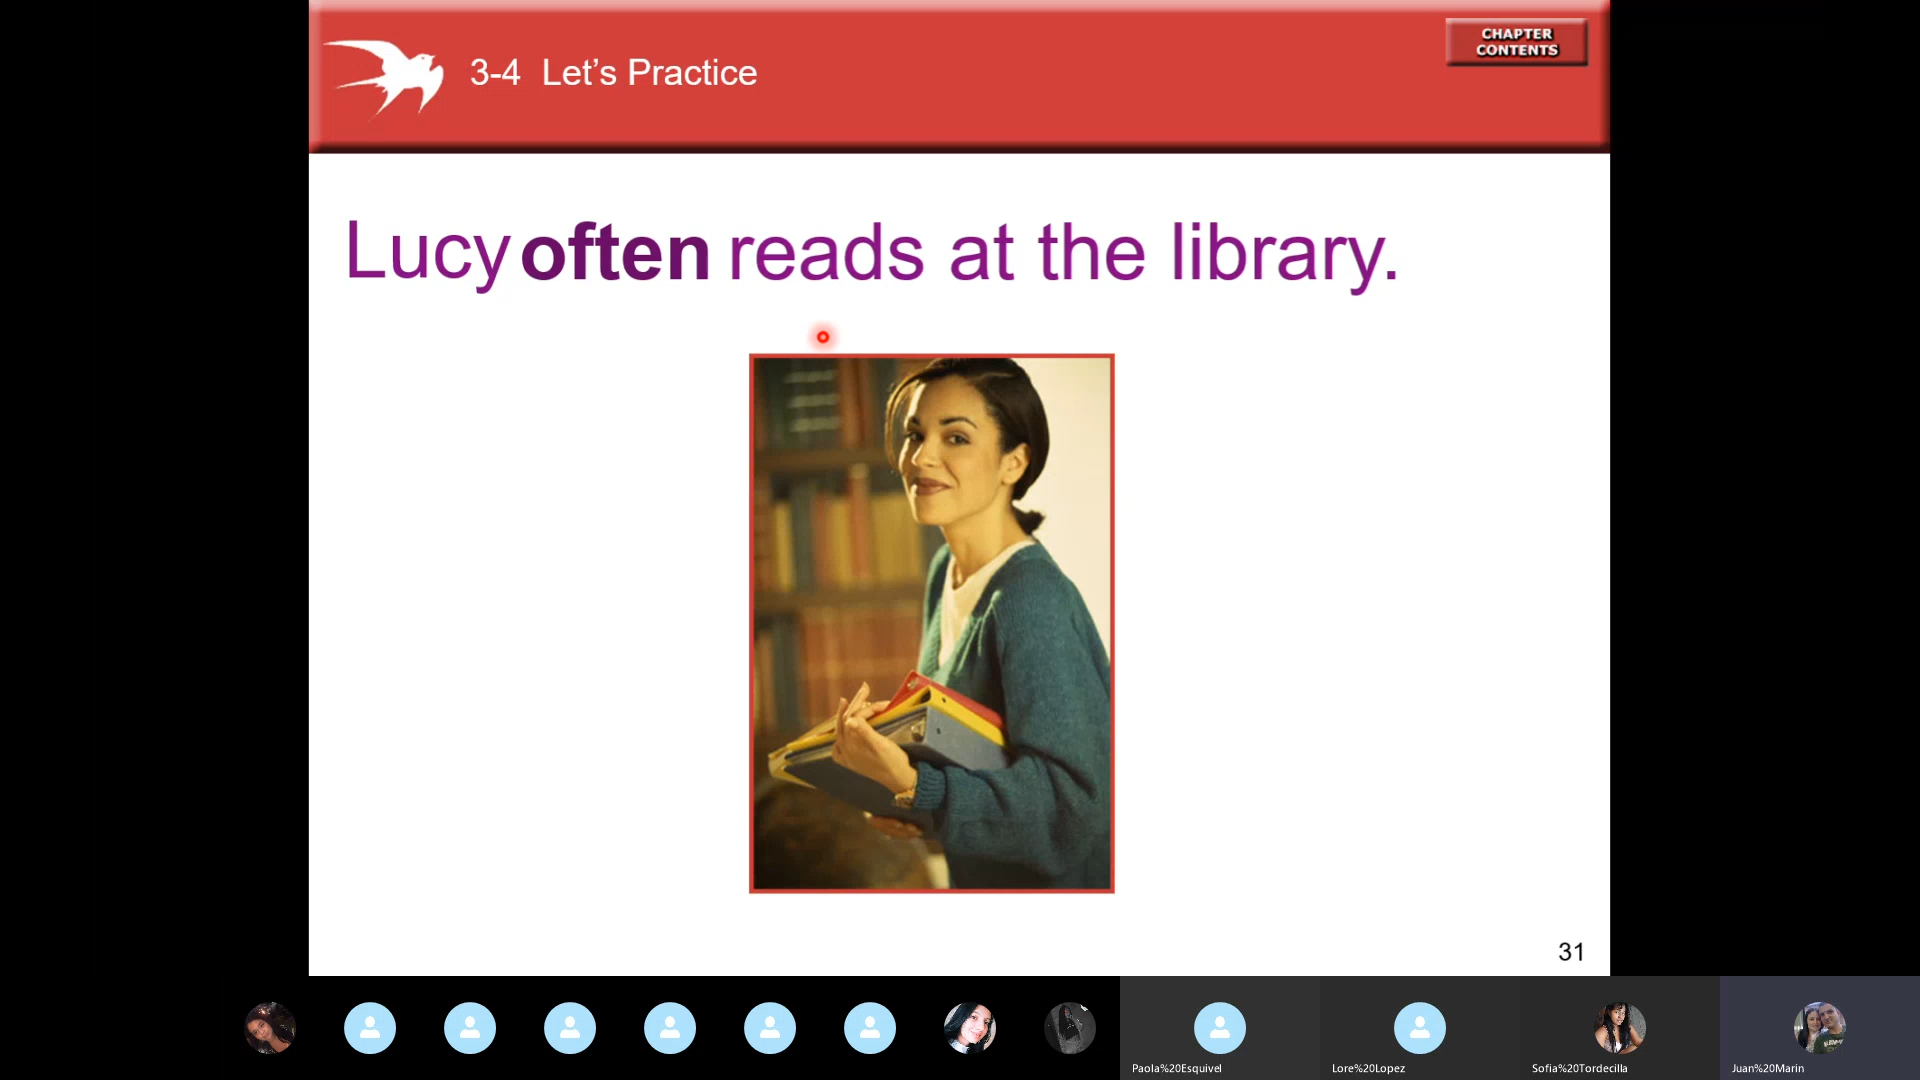 3-4 Let's Practice
CHAPTER
CONTENTS
Lucy often reads at the library.
31
Paola%20Esquivel
Lore%20Lopez
Sofia%20Tordecilla
Juan%20Marin